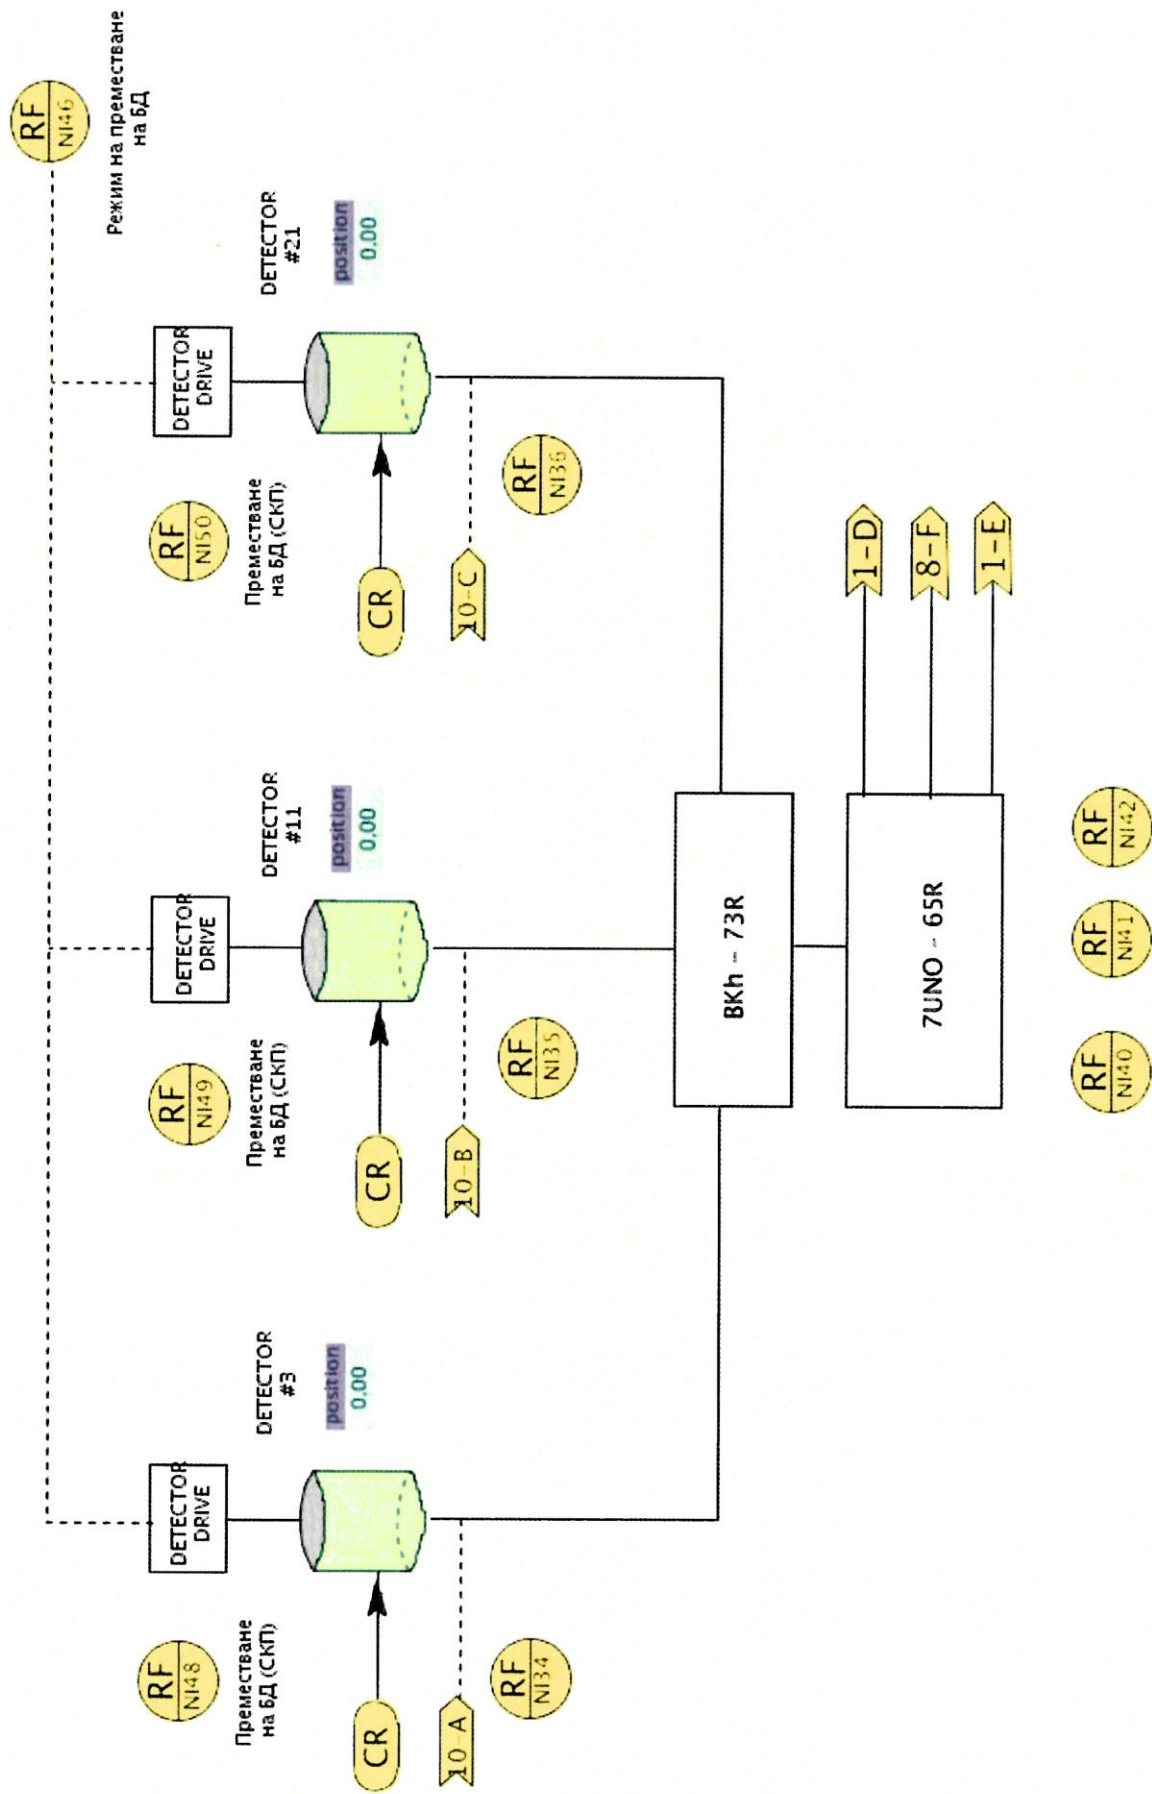 RF
NI46
Режим на преместване
на БД
RF
NI48
Преместване
на БД (СКП)
DETECTOR
DRIVE
DETECTOR
#3
position
0,00
CR
10-A
RF
NI34
RF
NI49
Преместване
на БД (СКП)
DETECTOR
DRIVE
DETECTOR
#11
position
0,00
CR
10-B
RF
NI35
RF
NI50
Преместване
на БД (СКП)
DETECTOR
DRIVE
DETECTOR
#21
position
0,00
CR
10-C
RF
NI36
BKh - 73R
7UNO - 65R
1-D
8-F
1-E
RF
NI40
RF
NI41
RF
NI42